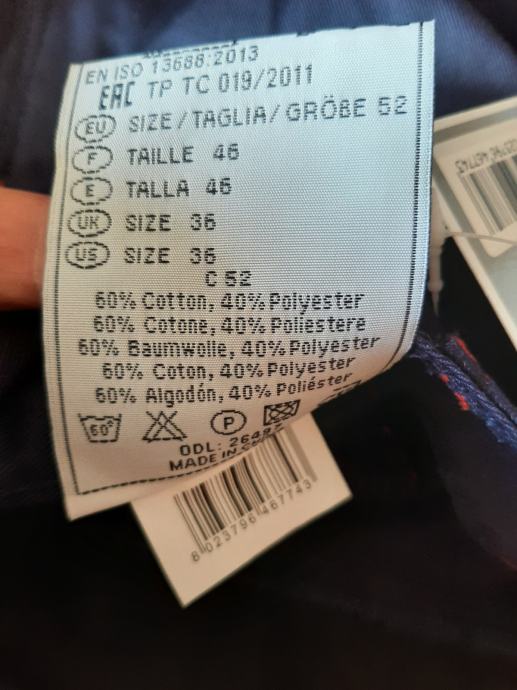 EN ISO 13688:2013
EAC TP TC 019/2011
EU SIZE/TAGLIA/GRÖBE 52
F TAILLE 46
E TALLA 46
UK SIZE 36
US SIZE 36
C 52
60% Cotton, 40% Polyester
60% Cotone, 40% Poliestere
60% Baumwolle, 40% Polyester
60% Coton, 40% Polyester
60% Algodón, 40% Poliéster
60° P
ODL:
MADE IN
8 023796 467743